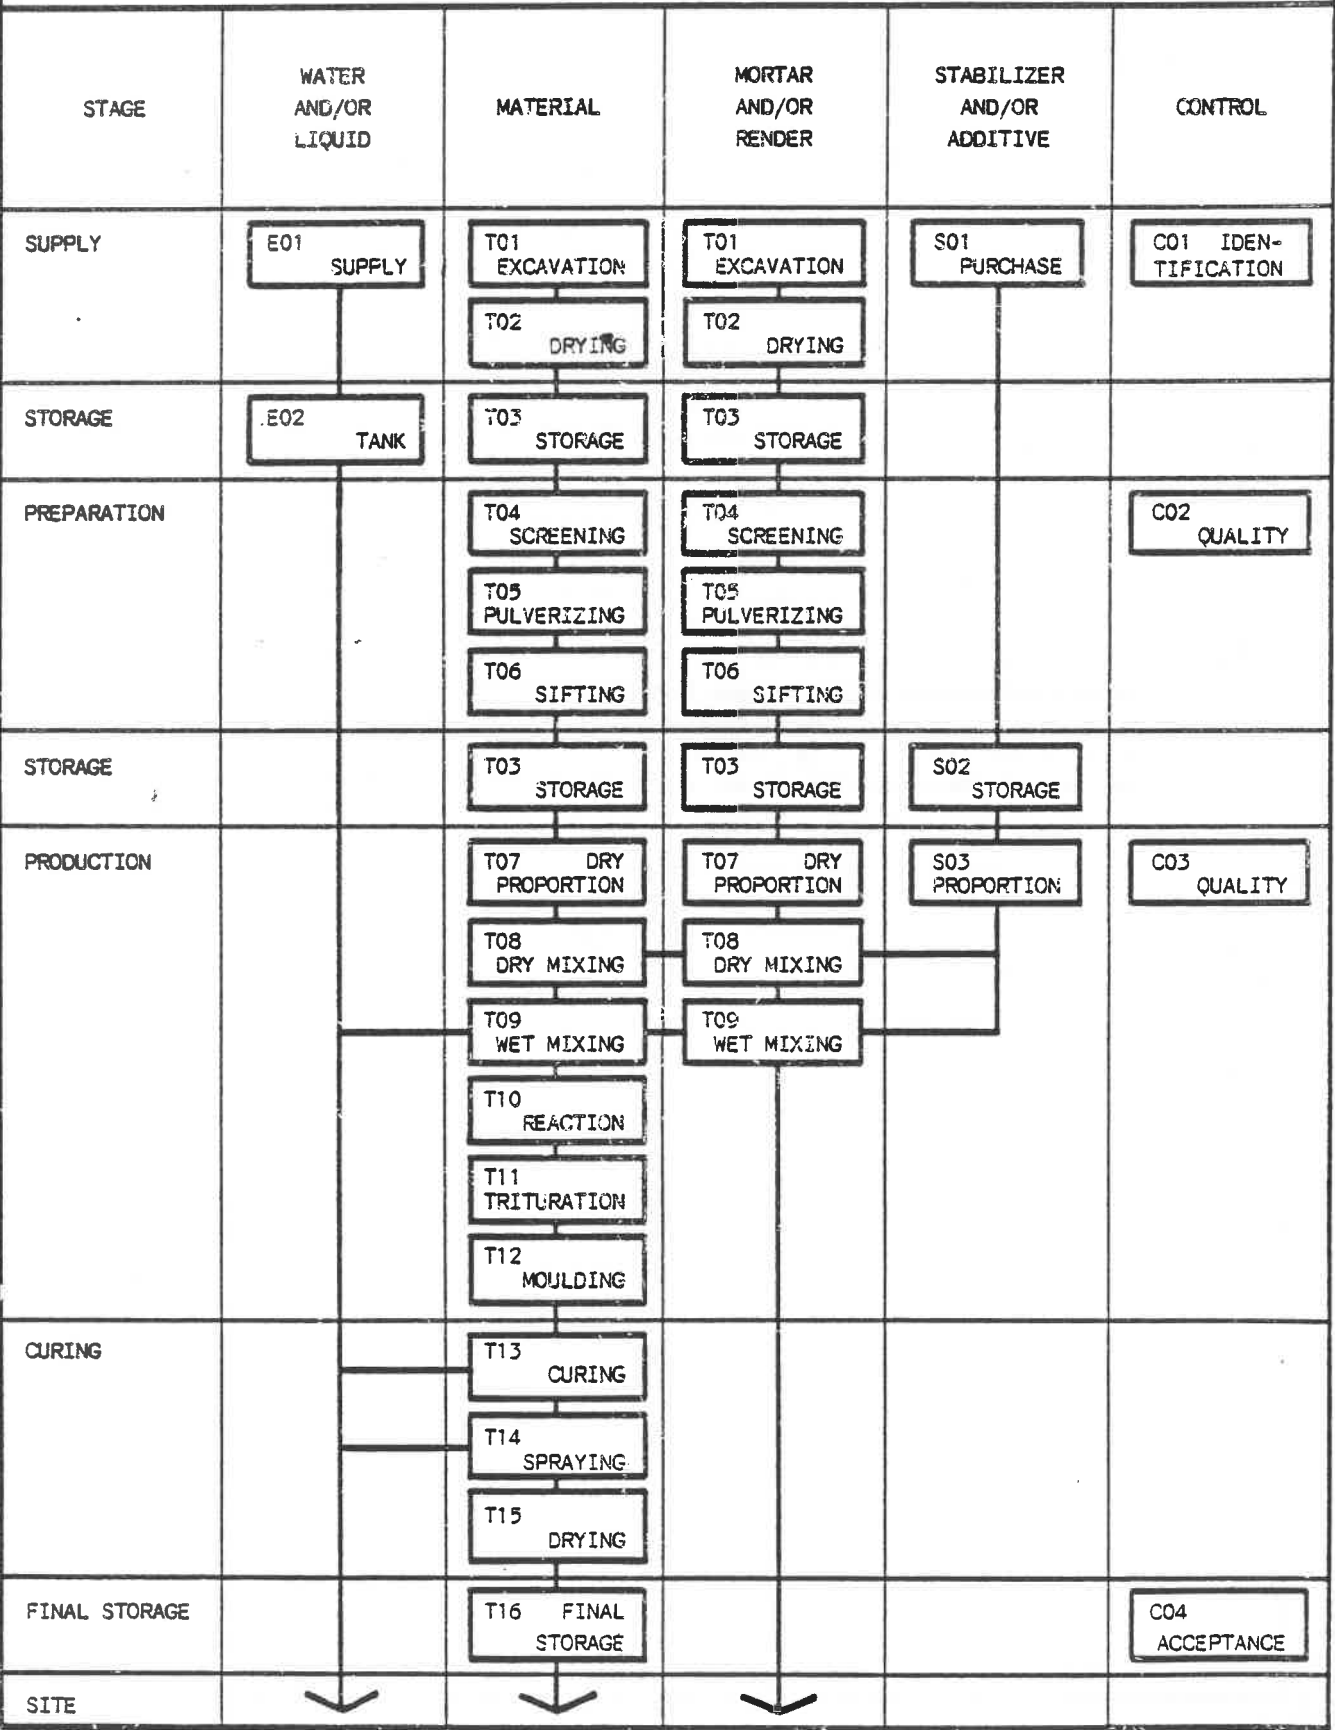 STAGE
WATER
AND/OR
LIQUID
MATERIAL
MORTAR
AND/OR
RENDER
STABILIZER
AND/OR
ADDITIVE
CONTROL
SUPPLY
E01
SUPPLY
T01
EXCAVATION
T01
EXCAVATION
S01
PURCHASE
C01 IDEN-
TIFICATION
T02
DRYING
T02
DRYING
STORAGE
E02
TANK
T03
STORAGE
T03
STORAGE
PREPARATION
T04
SCREENING
T04
SCREENING
C02
QUALITY
T05
PULVERIZING
T05
PULVERIZING
T06
SIFTING
T06
SIFTING
STORAGE
T03
STORAGE
T03
STORAGE
S02
STORAGE
PRODUCTION
T07 DRY
PROPORTION
T07 DRY
PROPORTION
S03
PROPORTION
C03
QUALITY
T08
DRY MIXING
T08
DRY MIXING
T09
WET MIXING
T09
WET MIXING
T10
REACTION
T11
TRITURATION
T12
MOULDING
CURING
T13
CURING
T14
SPRAYING
T15
DRYING
FINAL STORAGE
T16 FINAL
STORAGE
C04
ACCEPTANCE
SITE